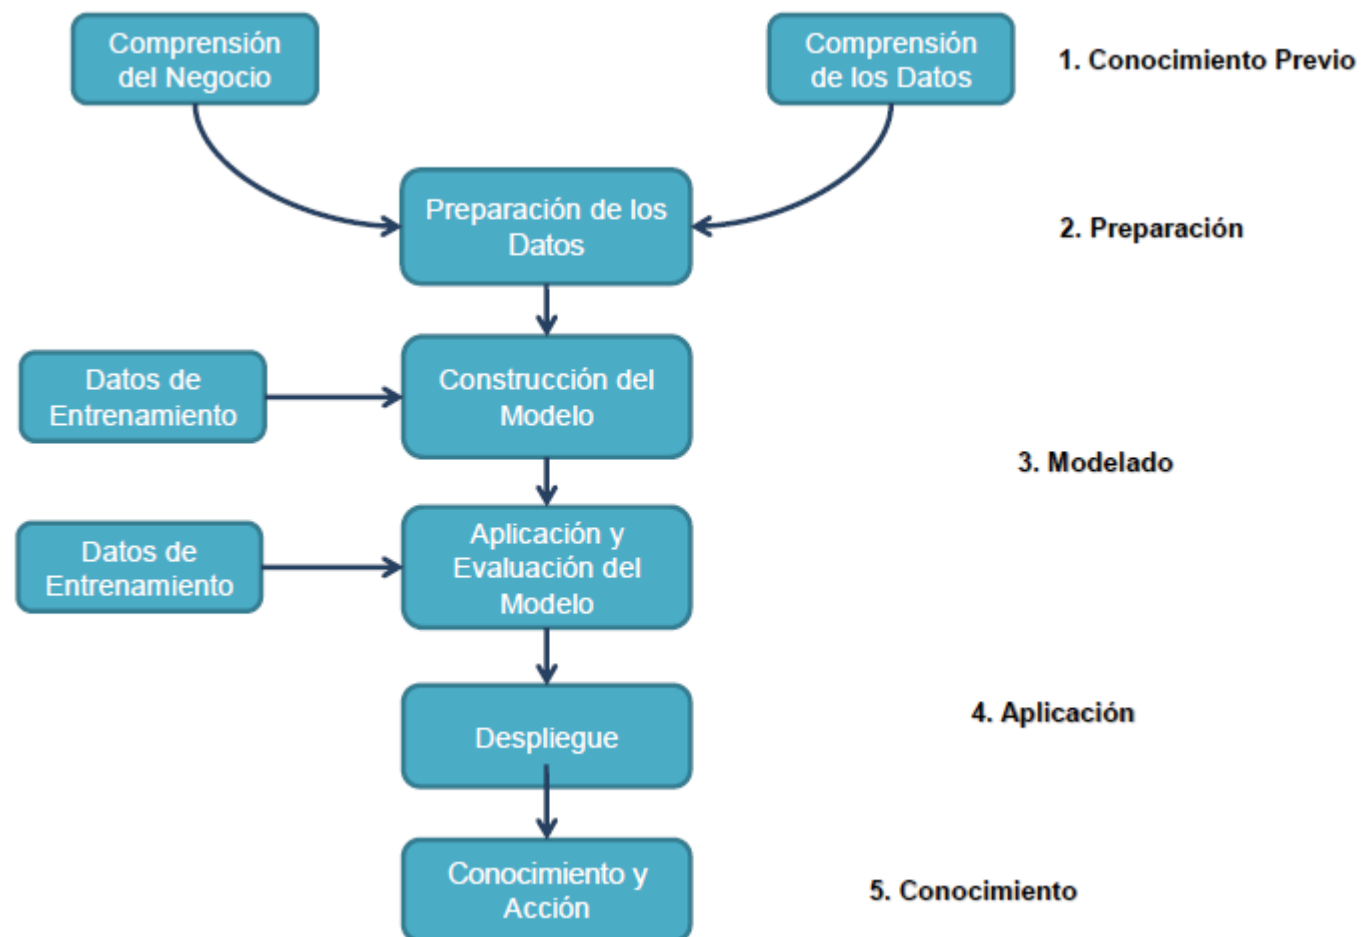 Comprensión
del Negocio
Comprensión
de los Datos
1. Conocimiento Previo
Preparación de los
Datos
2. Preparación
Datos de
Entrenamiento
Construcción del
Modelo
3. Modelado
Datos de
Entrenamiento
Aplicación y
Evaluación del
Modelo
Despliegue
4. Aplicación
Conocimiento y
Acción
5. Conocimiento